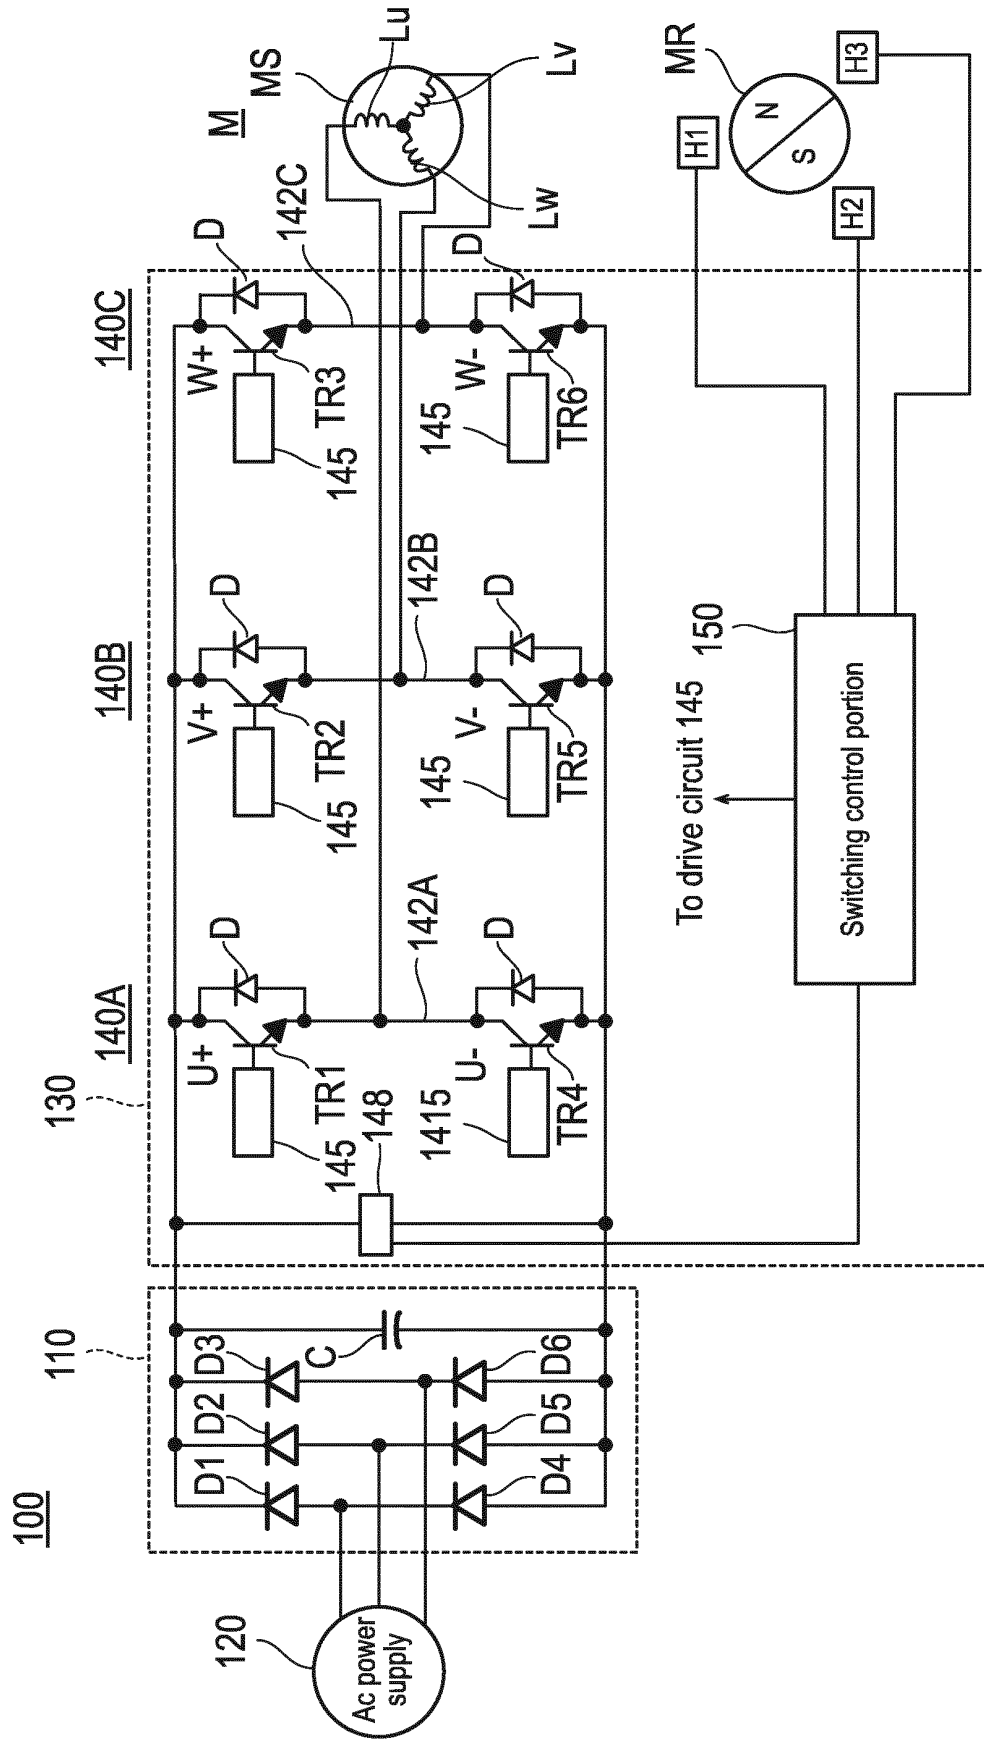 100
110
130
140A
140B
140C
M
MS
Lu
Lv
Lw
D1
D2
D3
D4
D5
D6
C
120
Ac power
supply
U+
V+
W+
D
D
D
TR1
TR2
TR3
145
145
145
148
142A
142B
142C
U-
V-
W-
D
D
D
1415
145
145
TR4
TR5
TR6
To drive circuit 145
150
Switching control portion
MR
H1
H2
H3
N
S